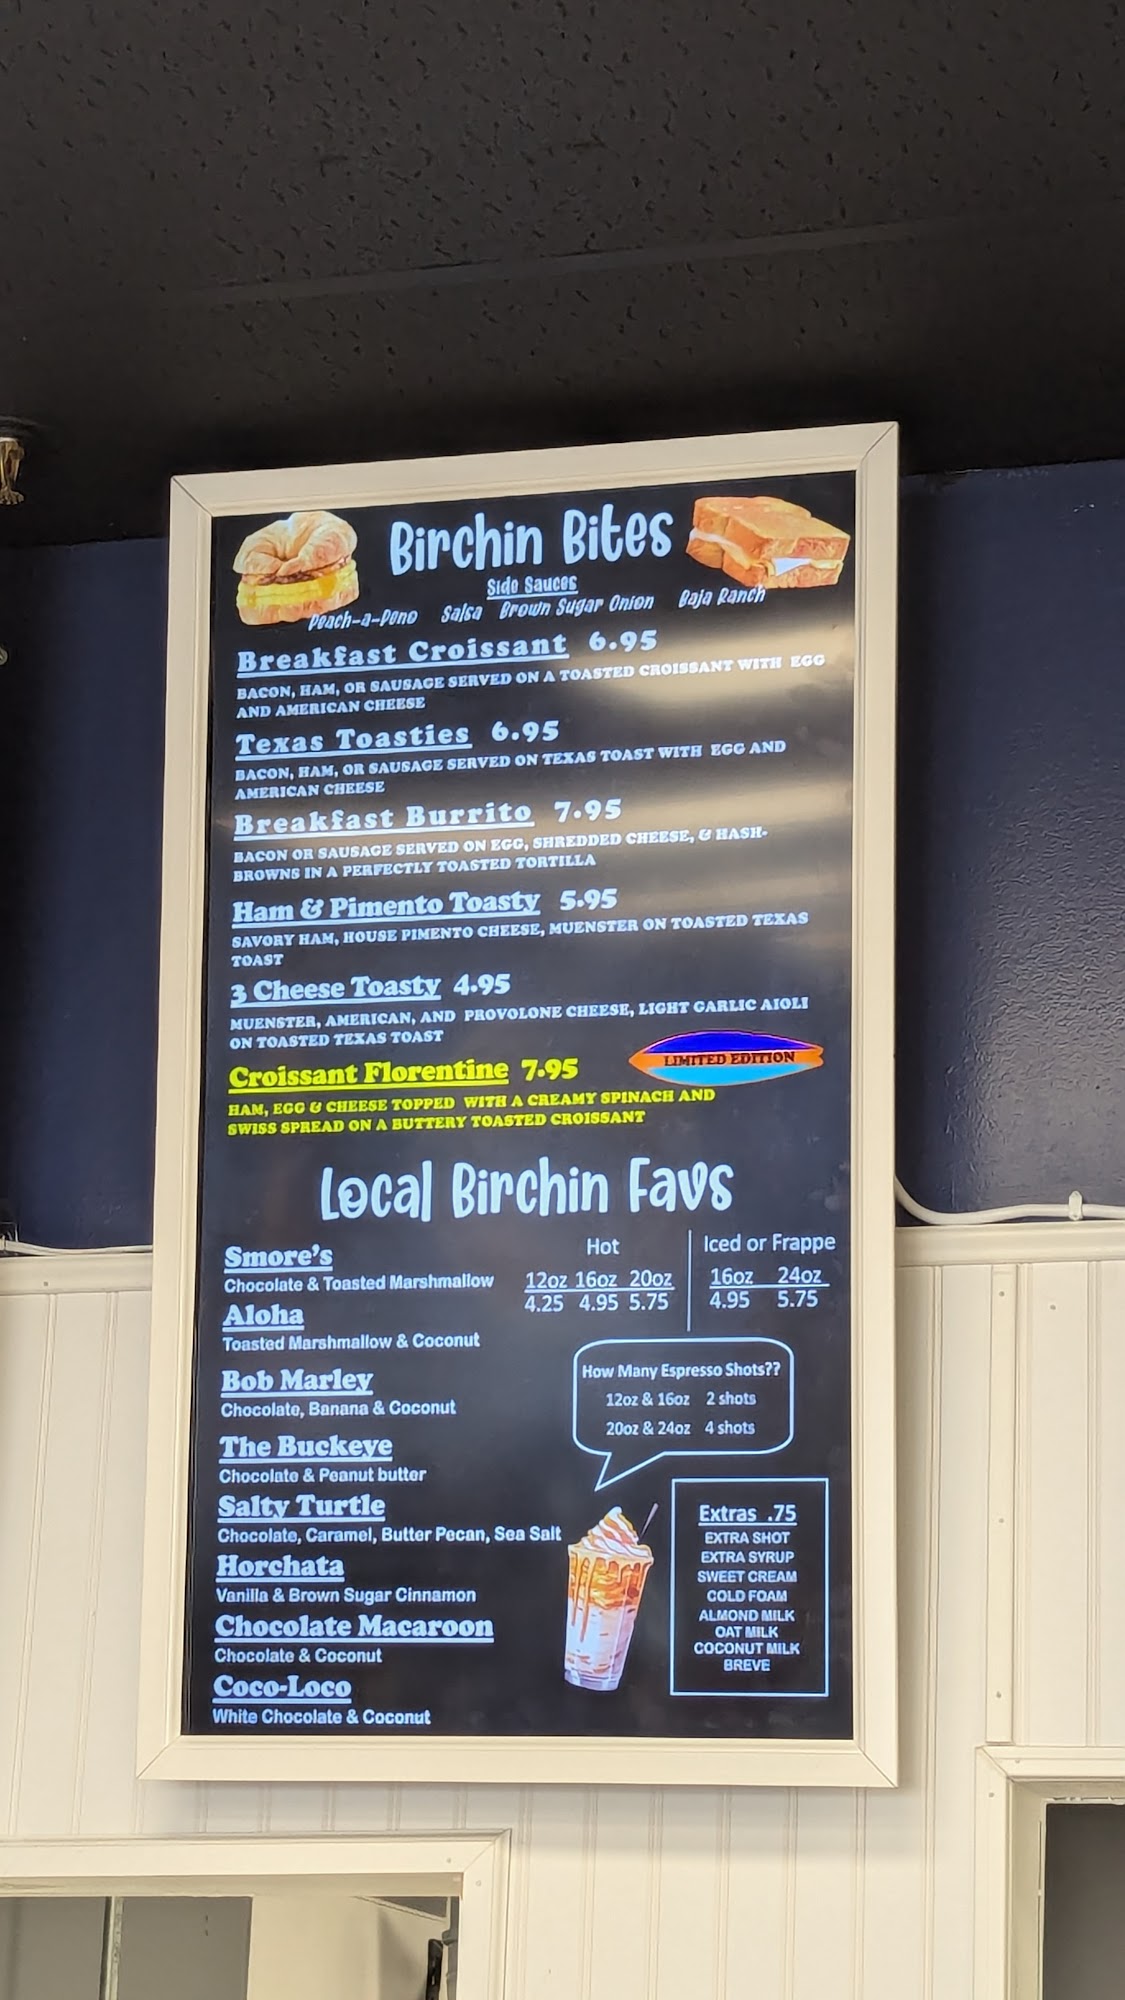 Birchin Bites
Side Sauces
Peach-a-Peno Salsa Brown Sugar Onion Baja Ranch
Breakfast Croissant 6.95
BACON, HAM, OR SAUSAGE SERVED ON A TOASTED CROISSANT WITH EGG
AND AMERICAN CHEESE
Texas Toasties 6.95
BACON, HAM, OR SAUSAGE SERVED ON TEXAS TOAST WITH EGG AND
AMERICAN CHEESE
Breakfast Burrito 7.95
BACON OR SAUSAGE SERVED ON EGG, SHREDDED CHEESE, & HASH-
BROWNS IN A PERFECTLY TOASTED TORTILLA
Ham & Pimento Toasty 5.95
SAVORY HAM, HOUSE PIMENTO CHEESE, MUENSTER ON TOASTED TEXAS
TOAST
3 Cheese Toasty 4.95
MUENSTER, AMERICAN, AND PROVOLONE CHEESE, LIGHT GARLIC AIOLI
ON TOASTED TEXAS TOAST
Croissant Florentine 7.95
LIMITED EDITION
HAM, EGG & CHEESE TOPPED WITH A CREAMY SPINACH AND
SWISS SPREAD ON A BUTTERY TOASTED CROISSANT
Local Birchin Favs
Smore's
Chocolate & Toasted Marshmallow
Aloha
Toasted Marshmallow & Coconut
Bob Marley
Chocolate, Banana & Coconut
The Buckeye
Chocolate & Peanut butter
Salty Turtle
Chocolate, Caramel, Butter Pecan, Sea Salt
Horchata
Vanilla & Brown Sugar Cinnamon
Chocolate Macaroon
Chocolate & Coconut
Coco-Loco
White Chocolate & Coconut
Hot
12oz 16oz 20oz
4.25 4.95 5.75
Iced or Frappe
16oz 24oz
4.95 5.75
How Many Espresso Shots??
12oz & 16oz 2 shots
20oz & 24oz 4 shots
Extras .75
EXTRA SHOT
EXTRA SYRUP
SWEET CREAM
COLD FOAM
ALMOND MILK
OAT MILK
COCONUT MILK
BREVE